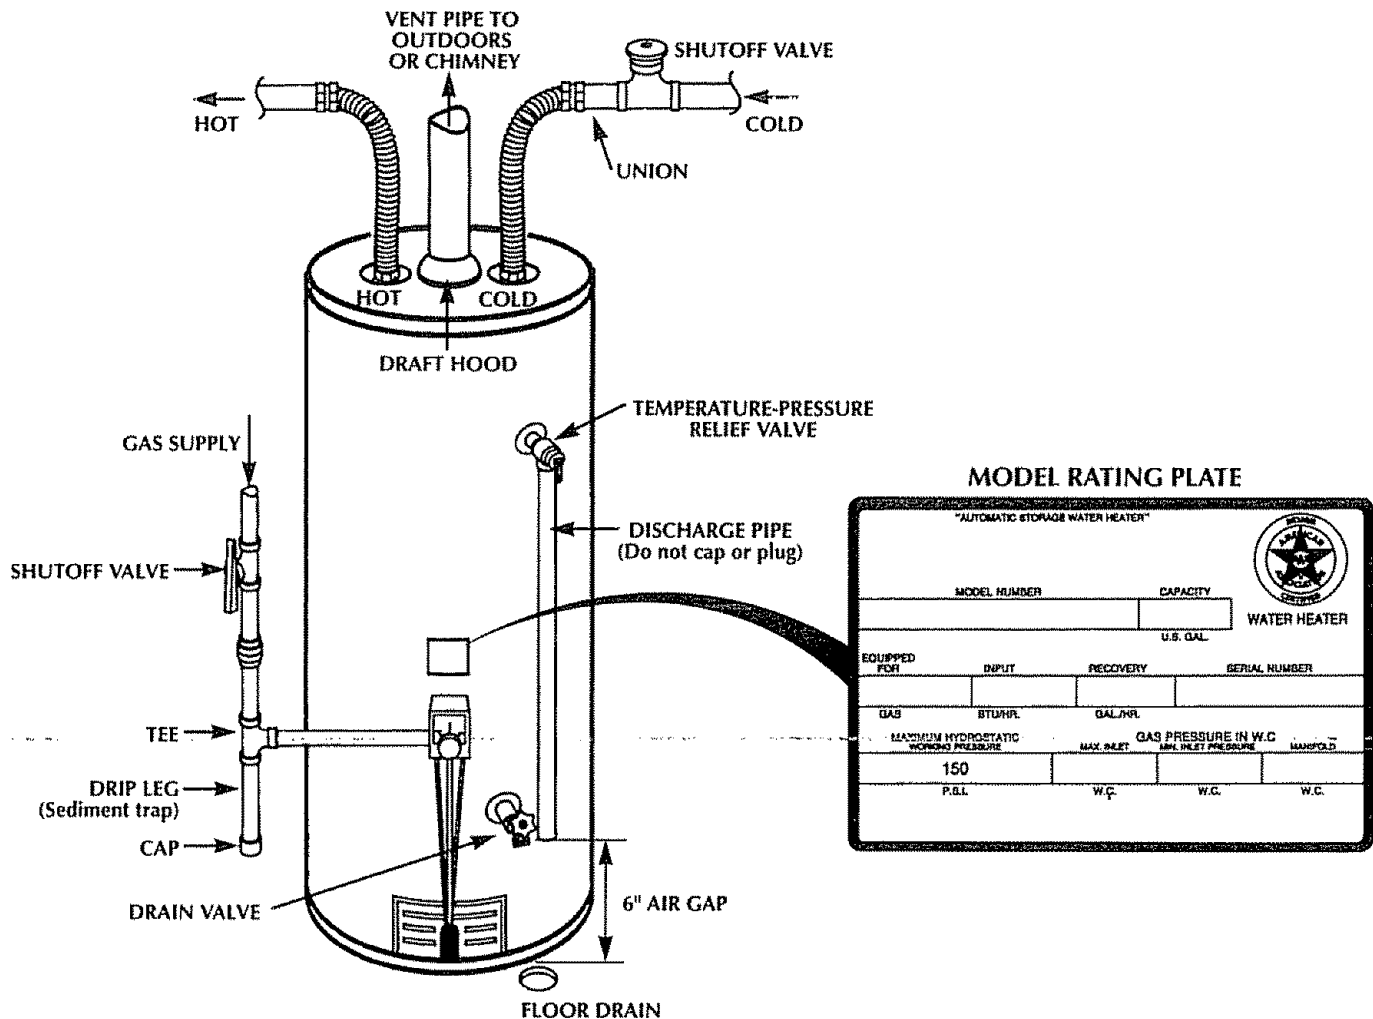 VENT PIPE TO
OUTDOORS
OR CHIMNEY
SHUTOFF VALVE
HOT
COLD
UNION
HOT
COLD
DRAFT HOOD
TEMPERATURE-PRESSURE
RELIEF VALVE
GAS SUPPLY
DISCHARGE PIPE
(Do not cap or plug)
SHUTOFF VALVE
TEE
DRIP LEG
(Sediment trap)
CAP
DRAIN VALVE
6" AIR GAP
FLOOR DRAIN
MODEL RATING PLATE
"AUTOMATIC STORAGE WATER HEATER"
CERTIFIED
WATER HEATER
MODEL NUMBER CAPACITY
U.S. GAL.
EQUIPPED
FOR INPUT RECOVERY SERIAL NUMBER
GAS BTU/HR. GAL./HR.
MAXIMUM HYDROSTATIC GAS PRESSURE IN W.C
WORKING PRESSURE MAX. INLET MIN. INLET PRESSURE MANIFOLD
150
P.S.I. W.C. W.C. W.C.